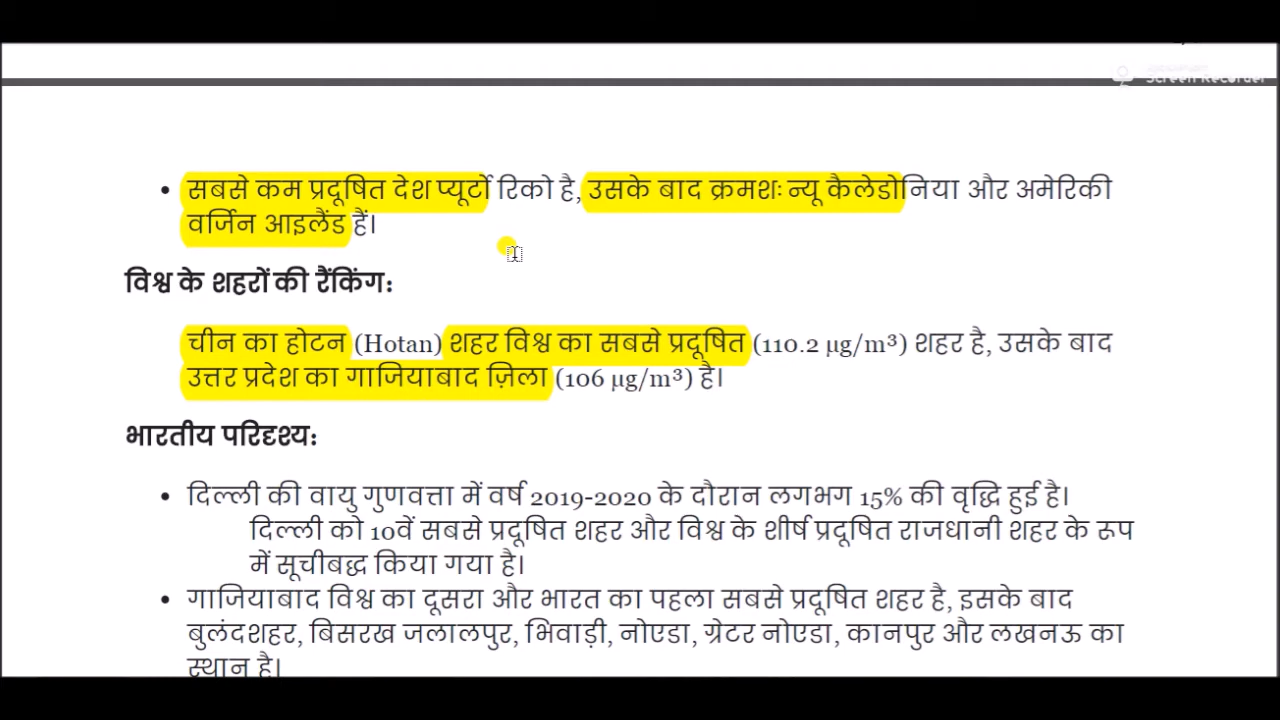 Screen Recorder
सबसे कम प्रदूषित देश प्यूर्टो रिको है, उसके बाद क्रमशः न्यू कैलेडोनिया और अमेरिकी
वर्जिन आइलैंड हैं।
विश्व के शहरों की रैंकिंग:
चीन का होटन (Hotan) शहर विश्व का सबसे प्रदूषित (110.2 µg/m³) शहर है, उसके बाद
उत्तर प्रदेश का गाजियाबाद ज़िला (106 µg/m³) है।
भारतीय परिदृश्य:
दिल्ली की वायु गुणवत्ता में वर्ष 2019-2020 के दौरान लगभग 15% की वृद्धि हुई है।
दिल्ली को 10वें सबसे प्रदूषित शहर और विश्व के शीर्ष प्रदूषित राजधानी शहर के रूप
में सूचीबद्ध किया गया है।
गाजियाबाद विश्व का दूसरा और भारत का पहला सबसे प्रदूषित शहर है, इसके बाद
बुलंदशहर, बिसरख जलालपुर, भिवाड़ी, नोएडा, ग्रेटर नोएडा, कानपुर और लखनऊ का
स्थान है।